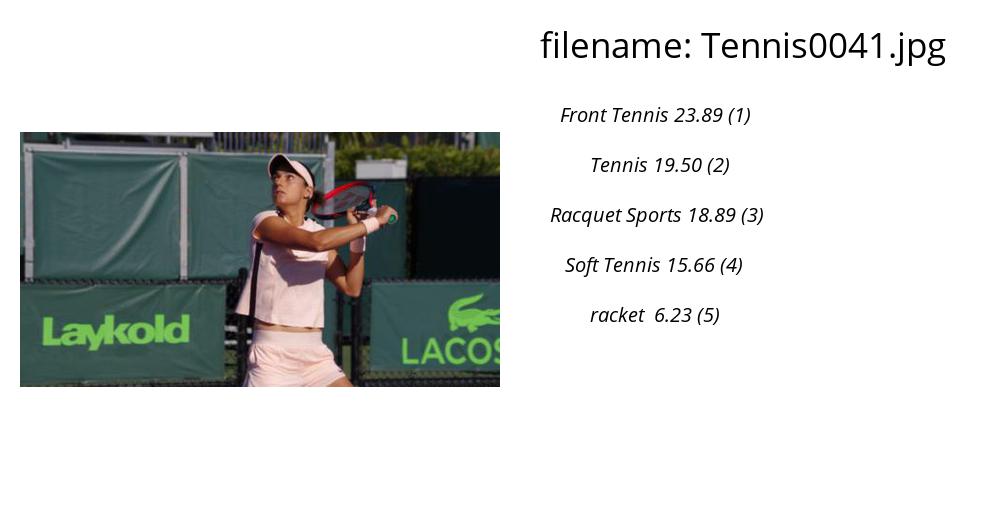 filename: Tennis0041.jpg
Front Tennis 23.89 (1)
Tennis 19.50 (2)
Racquet Sports 18.89 (3)
Soft Tennis 15.66 (4)
racket 6.23 (5)
Laykold
LACOS